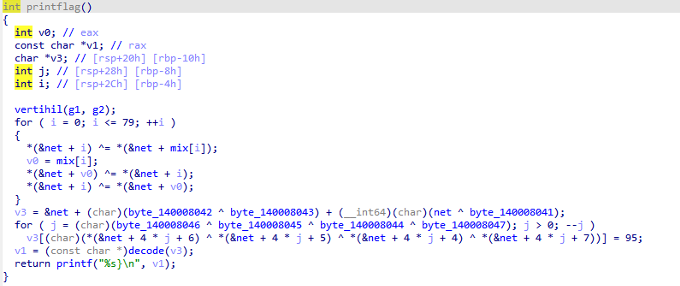 int printflag()
{
int v0; // eax
const char *v1; // rax
char *v3; // [rsp+20h] [rbp-10h]
int j; // [rsp+28h] [rbp-8h]
int i; // [rsp+2Ch] [rbp-4h]
vertihil(g1, g2);
for ( i = 0; i <= 79; ++i )
{
*(&net + i) ^= *(&net + mix[i]);
v0 = mix[i];
*(&net + v0) ^= *(&net + i);
*(&net + i) ^= *(&net + v0);
}
v3 = &net + (char)(byte_140008042 ^ byte_140008043) + (__int64)(char)(net ^ byte_140008041);
for ( j = (char)(byte_140008046 ^ byte_140008045 ^ byte_140008044 ^ byte_140008047); j > 0; --j )
v3[(char)(*(&net + 4 * j + 6) ^ *(&net + 4 * j + 5) ^ *(&net + 4 * j + 4) ^ *(&net + 4 * j + 7))] = 95;
v1 = (const char *)decode(v3);
return printf("%s}\n", v1);
}